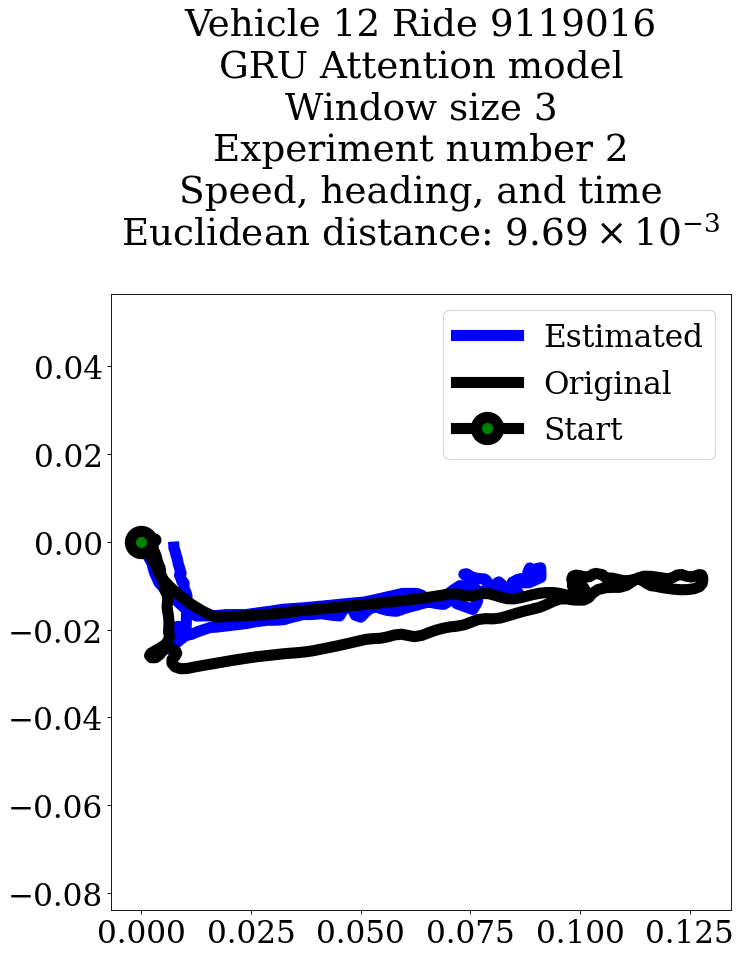 Vehicle 12 Ride 9119016
GRU Attention model
Window size 3
Experiment number 2
Speed, heading, and time
Euclidean distance: 9.69 × 10⁻³
Estimated
Original
Start
0.04
0.02
0.00
−0.02
−0.04
−0.06
−0.08
0.000 0.025 0.050 0.075 0.100 0.125